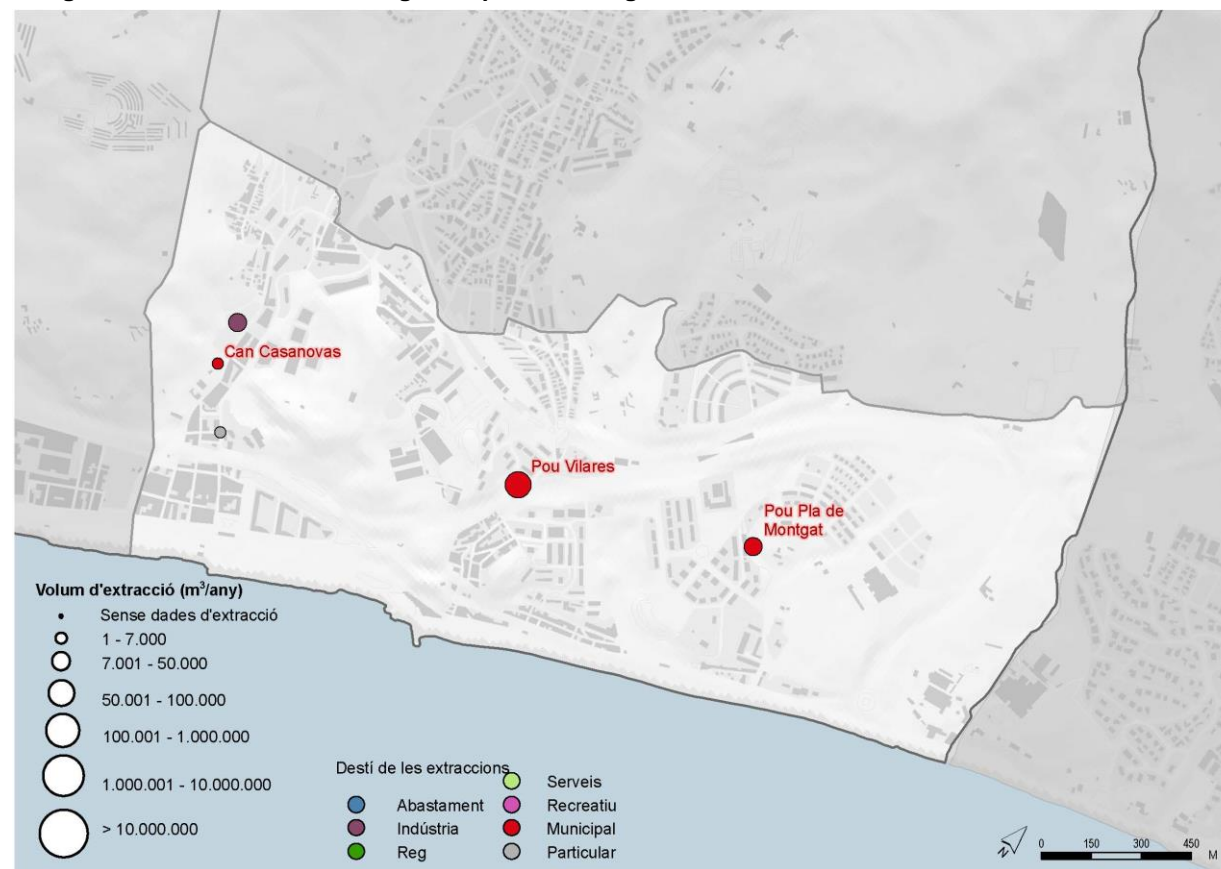 Can Casanovas
Pou Vilares
Pou Pla de
Montgat
Volum d'extracció (m³/any)
Sense dades d'extracció
1 - 7.000
7.001 - 50.000
50.001 - 100.000
100.001 - 1.000.000
1.000.001 - 10.000.000
> 10.000.000
Destí de les extraccions
Abastament
Indústria
Reg
Serveis
Recreatiu
Municipal
Particular
N
0 150 300 450
M